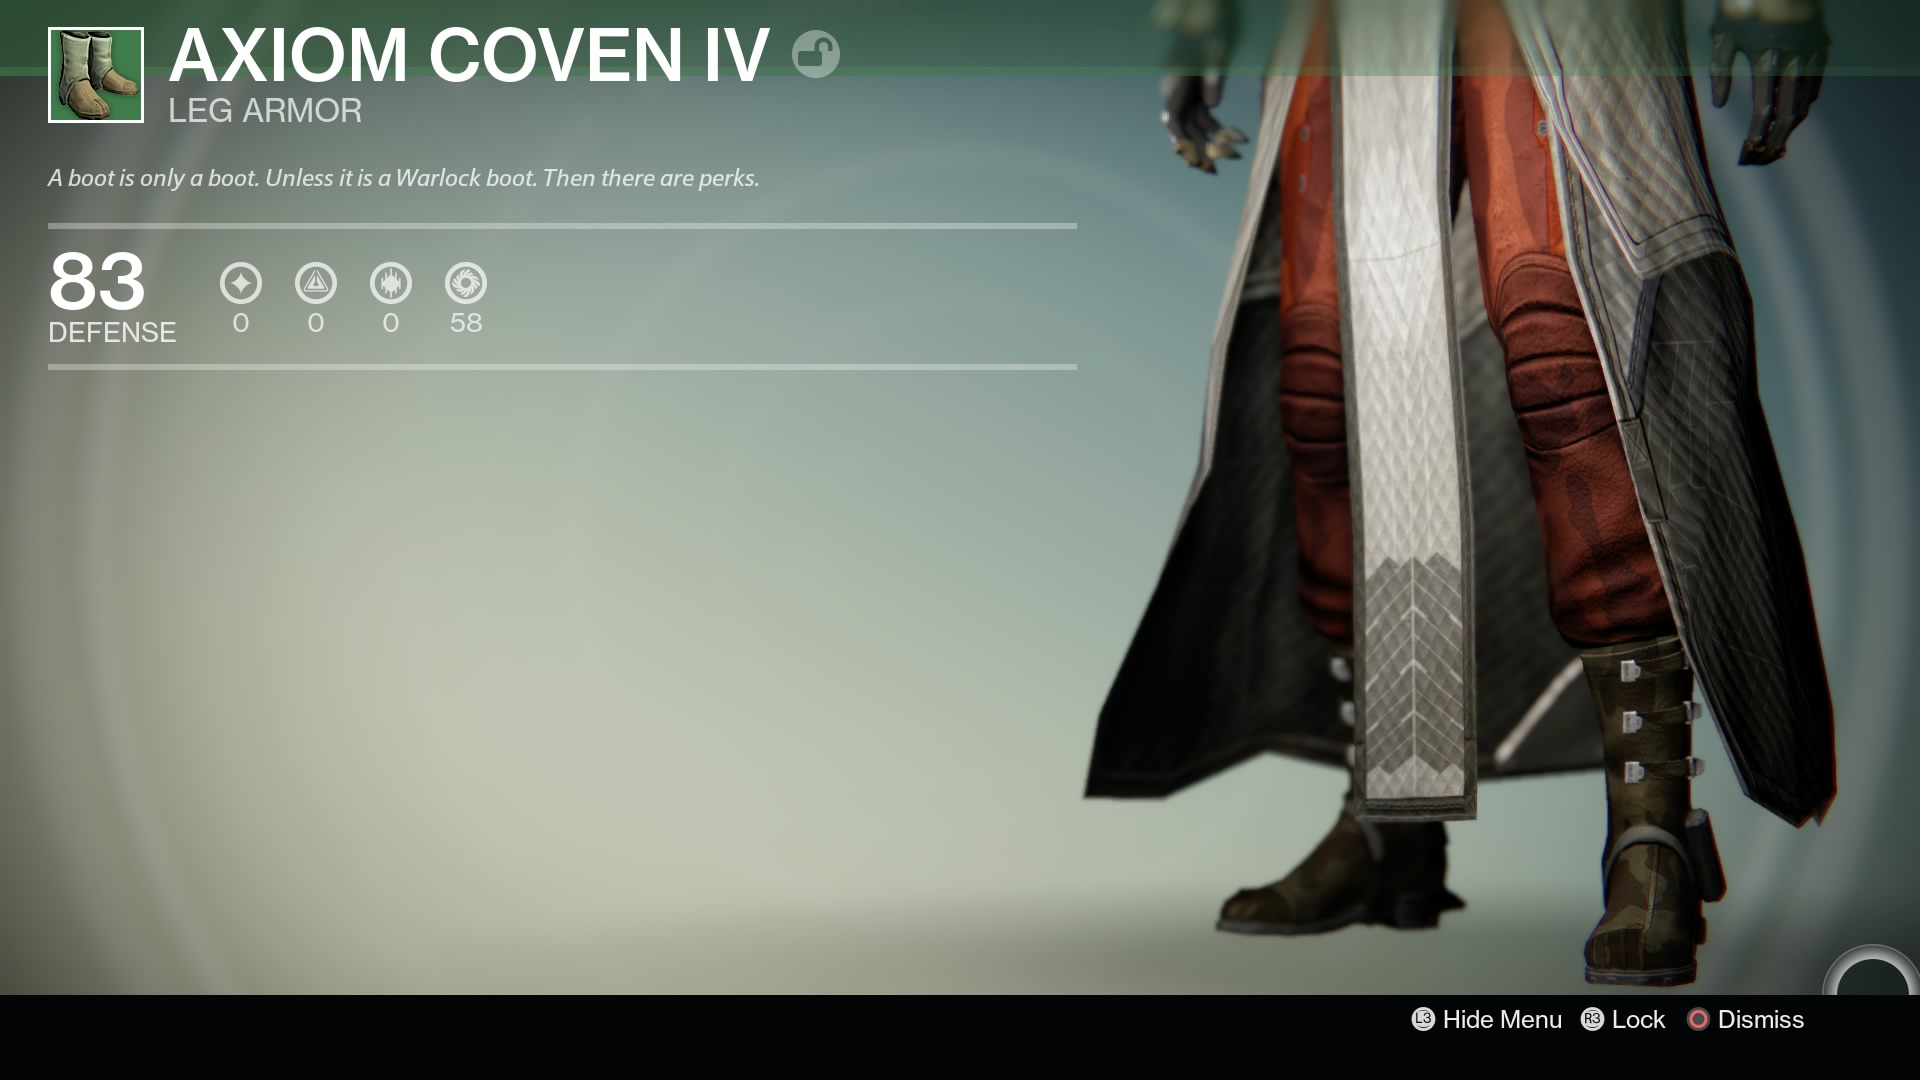 AXIOM COVEN IV
LEG ARMOR
A boot is only a boot. Unless it is a Warlock boot. Then there are perks.
83
DEFENSE
0 0 0 58
L3 Hide Menu R3 Lock Dismiss